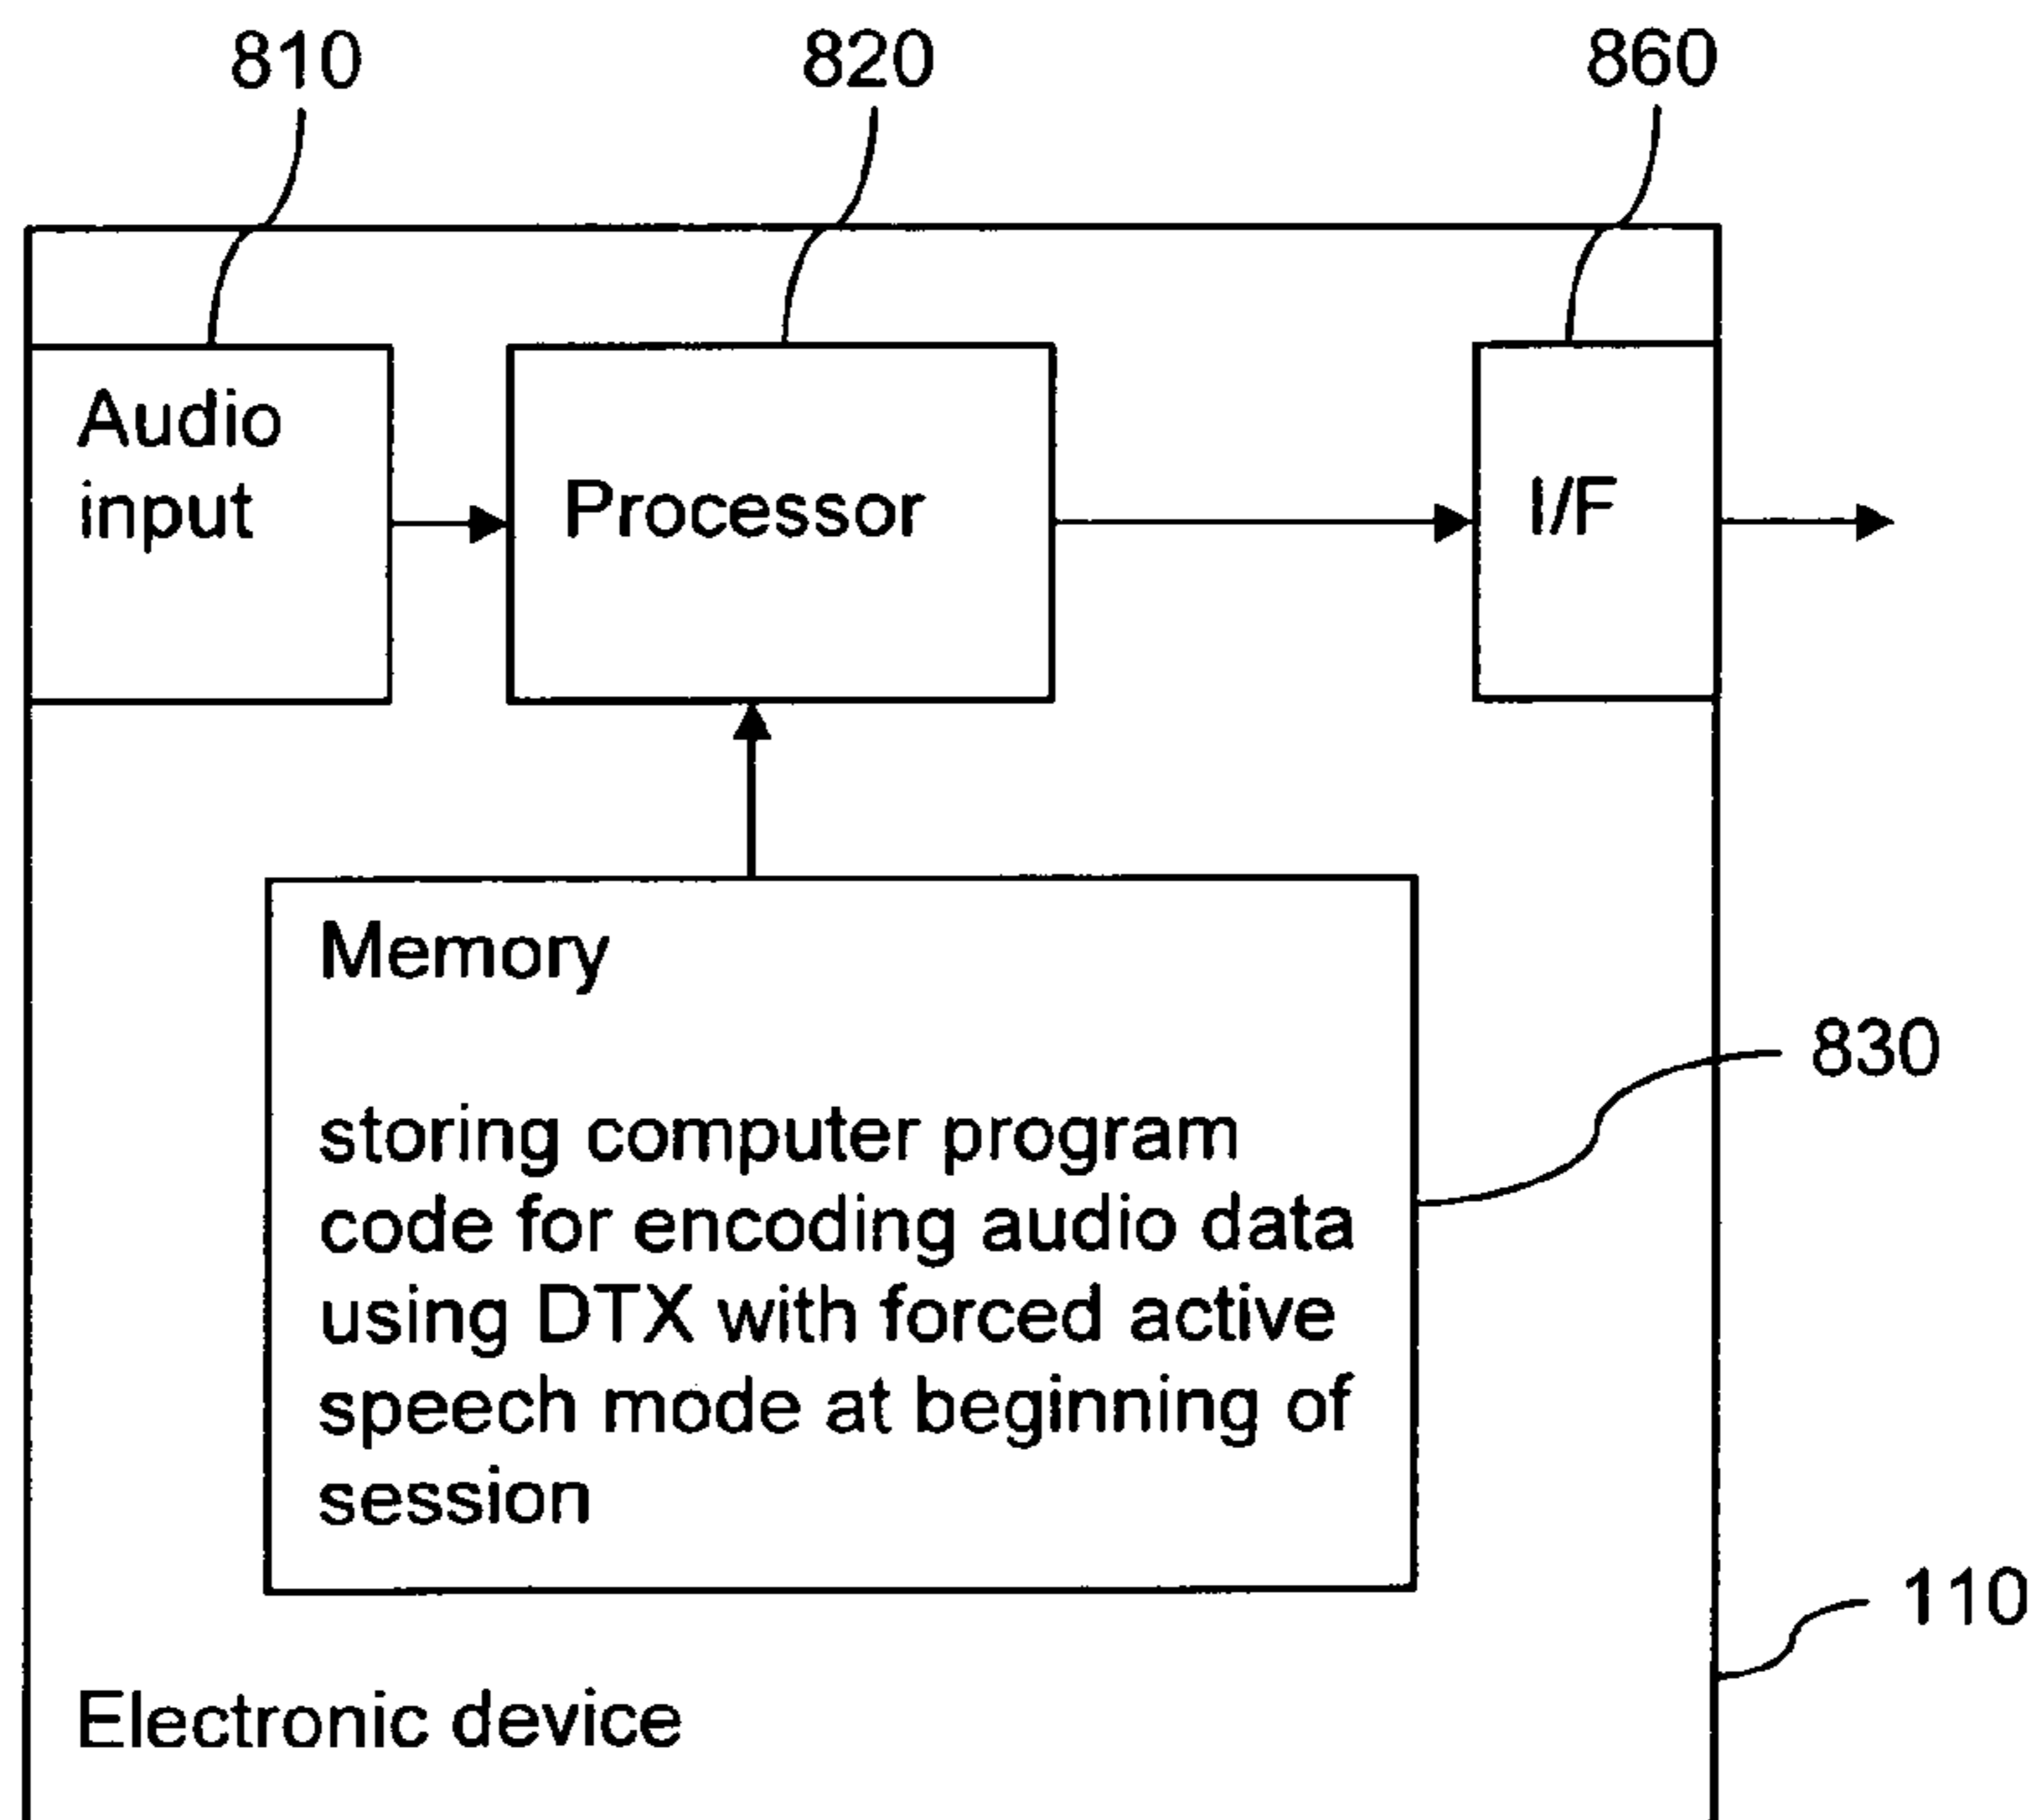 810
820
860
Audio
input
Processor
I/F
Memory
830
storing computer program
code for encoding audio data
using DTX with forced active
speech mode at beginning of
session
110
Electronic device